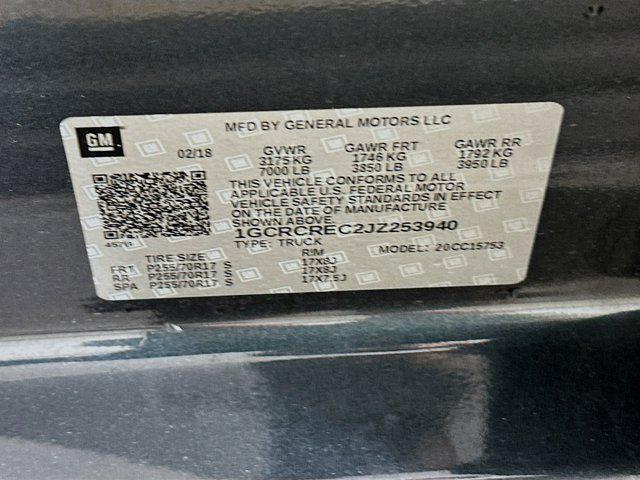 GM
MFD BY GENERAL MOTORS LLC
02/18 GVWR GAWR FRT GAWR RR
3175 KG 1746 KG 1792 KG
7000 LB 3850 LB 3950 LB
THIS VEHICLE CONFORMS TO ALL
APPLICABLE U.S. FEDERAL MOTOR
VEHICLE SAFETY STANDARDS IN EFFECT
ON THE DATE OF MANUFACTURE
SHOWN ABOVE.
1GCRCREC2JZ253940
TYPE: TRUCK MODEL:
TIRE SIZE RIM
FRT P255/70R17 S 17X8J
RR P255/70R17 S 17X8J
SPA P255/70R17 S 17X7.5J